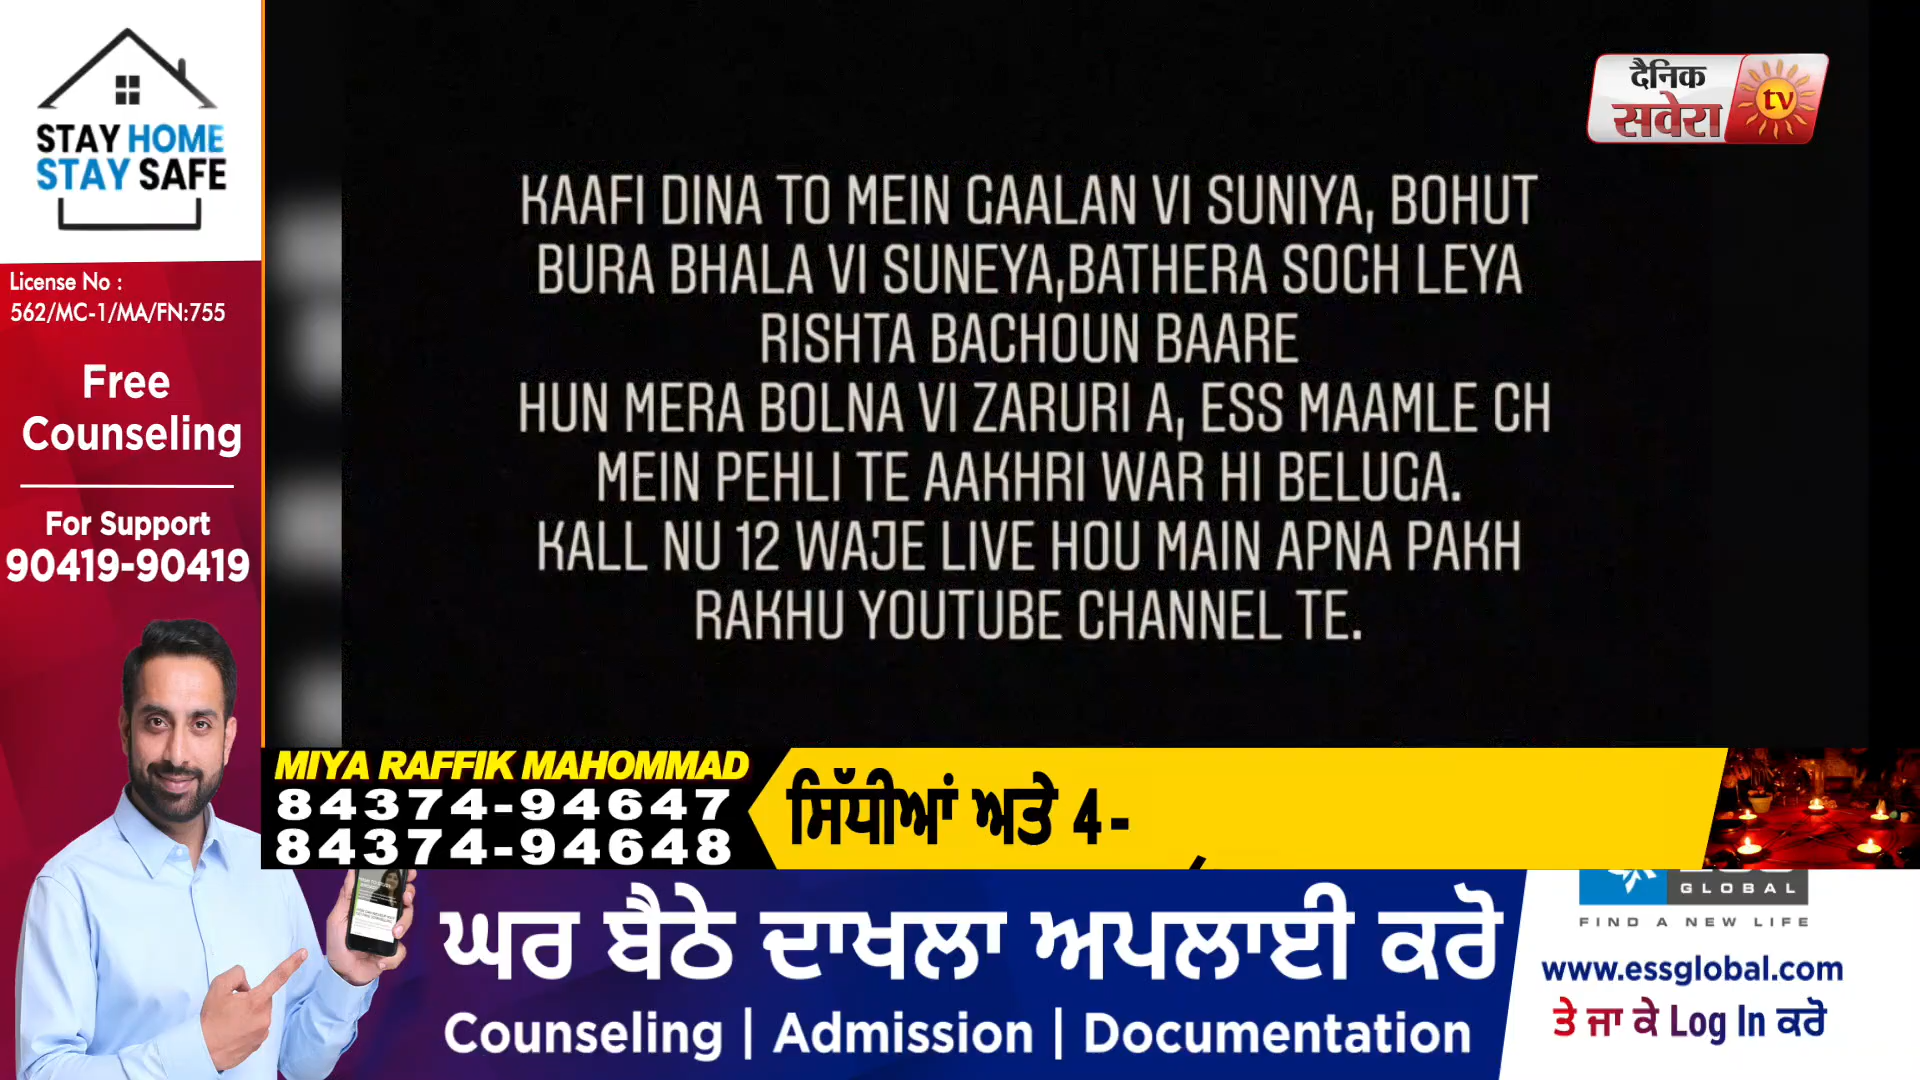 STAY HOME
STAY SAFE
License No :
562/MC-1/MA/FN:755
Free
Counseling
For Support
90419-90419
दैनिक
सवेरा
tv
KAAFI DINA TO MEIN GAALAN VI SUNIYA, BOHUT
BURA BHALA VI SUNEYA,BATHERA SOCH LEYA
RISHTA BACHOUN BAARE
HUN MERA BOLNA VI ZARURI A, ESS MAAMLE CH
MEIN PEHLI TE AAKHRI WAR HI BELUGA.
KALL NU 12 WAJE LIVE HOU MAIN APNA PAKH
RAKHU YOUTUBE CHANNEL TE.
MIYA RAFFIK MAHOMMAD
84374-94647
84374-94648
ਸਿੱਧੀਆਂ ਅਤੇ 4-
ਘਰ ਬੈਠੇ ਦਾਖਲਾ ਅਪਲਾਈ ਕਰੋ
Counseling | Admission | Documentation
GLOBAL
FIND A NEW LIFE
www.essglobal.com
ਤੇ ਜਾ ਕੇ Log In ਕਰੋ